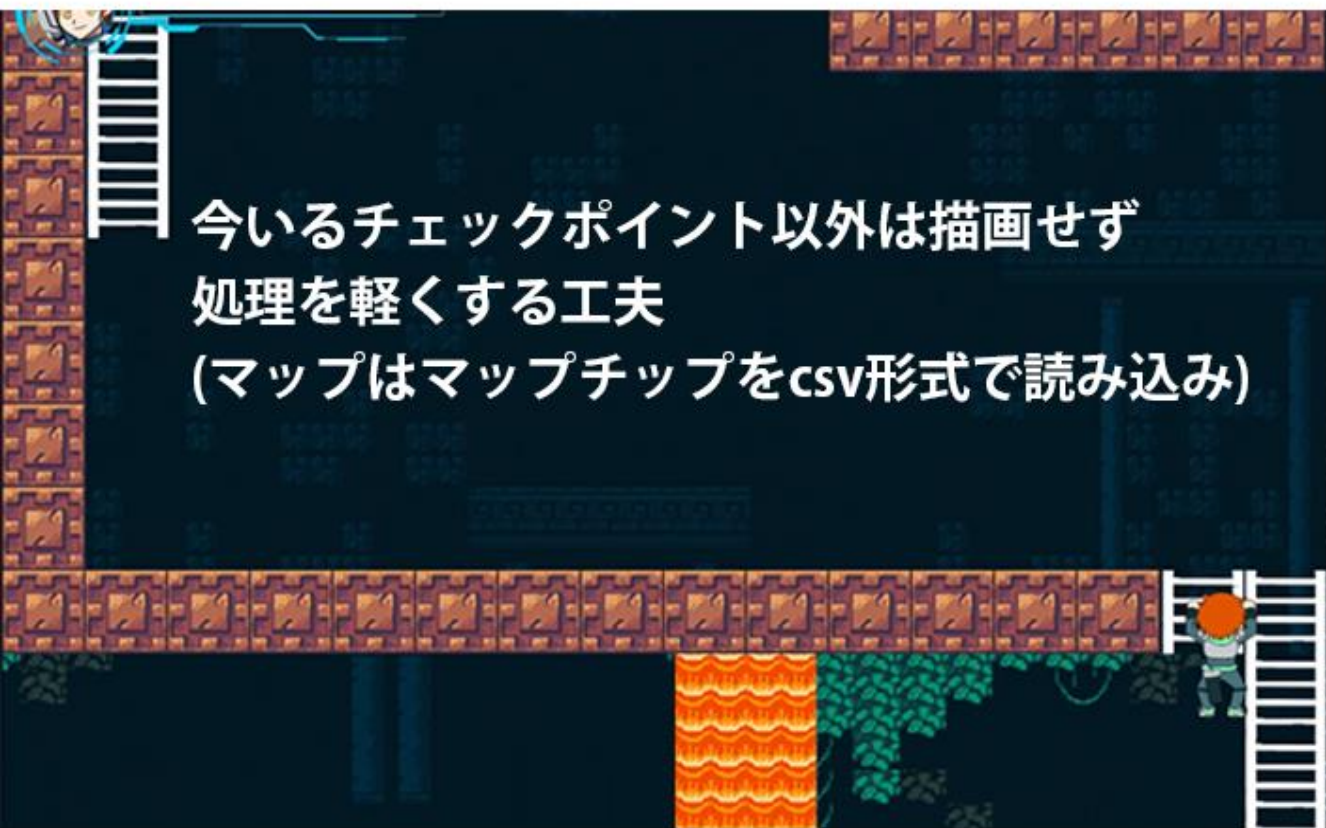 今いるチェックポイント以外は描画せず
処理を軽くする工夫
(マップはマップチップをcsv形式で読み込み)